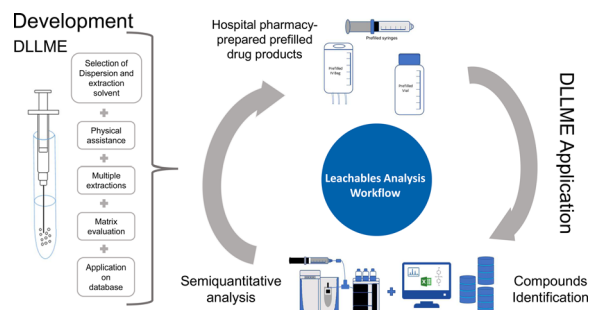 Development
DLLME
Selection of
Dispersion and
extraction
solvent
Physical
assistance
Multiple
extractions
Matrix
evaluation
Application
on
database
Hospital pharmacy-
prepared prefilled
drug products
Prefilled syringes
Prefilled
IV Bag
Prefilled
Vial
DLLME Application
Leachables Analysis
Workflow
Semiquantitative
analysis
Compounds
Identification